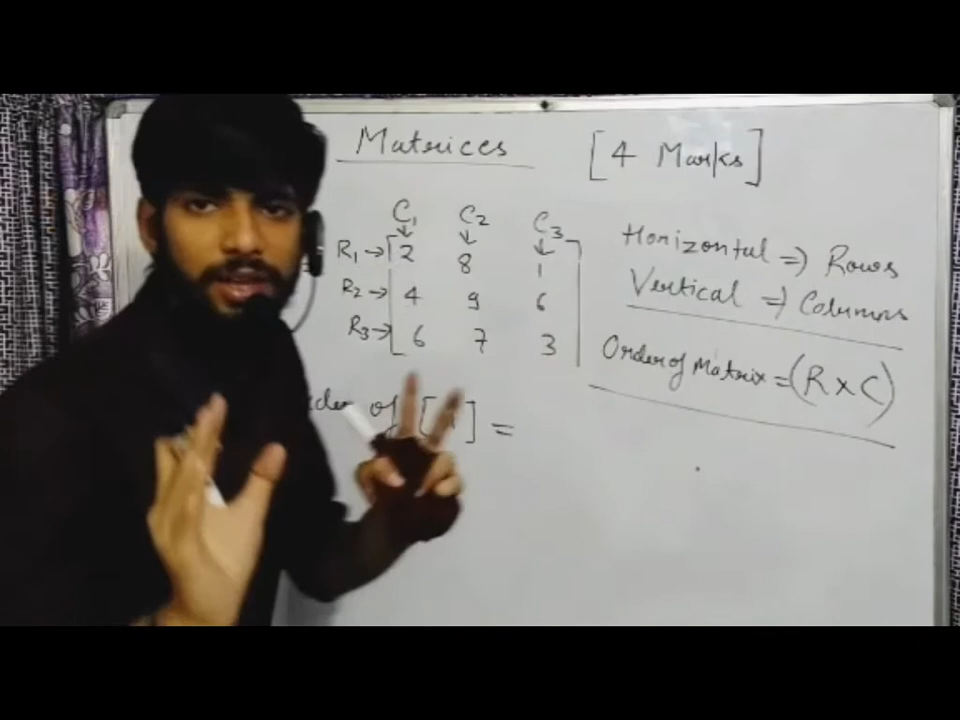 Matrices [4 Marks]
C1 C2 C3
R1→ 2 8 1
R2→ 4 9 6
R3→ 6 7 3
Horizontal ⇒ Rows
Vertical ⇒ Columns
Order of Matrix = (R × C)
of [ ] =